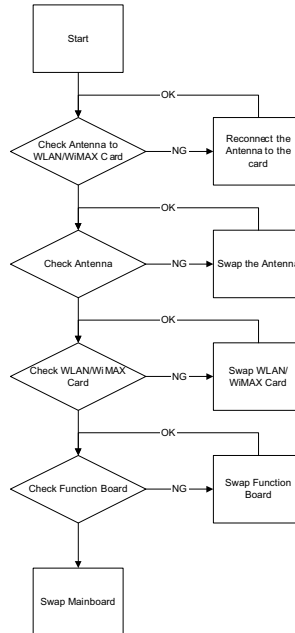 Start
OK
Check Antenna to
WLAN/WiMAX Card
NG
Reconnect the
Antenna to the
card
OK
Check Antenna
NG
Swap the Antenna
OK
Check WLAN/WiMAX
Card
NG
Swap WLAN/
WiMAX Card
OK
Check Function Board
NG
Swap Function
Board
Swap Mainboard